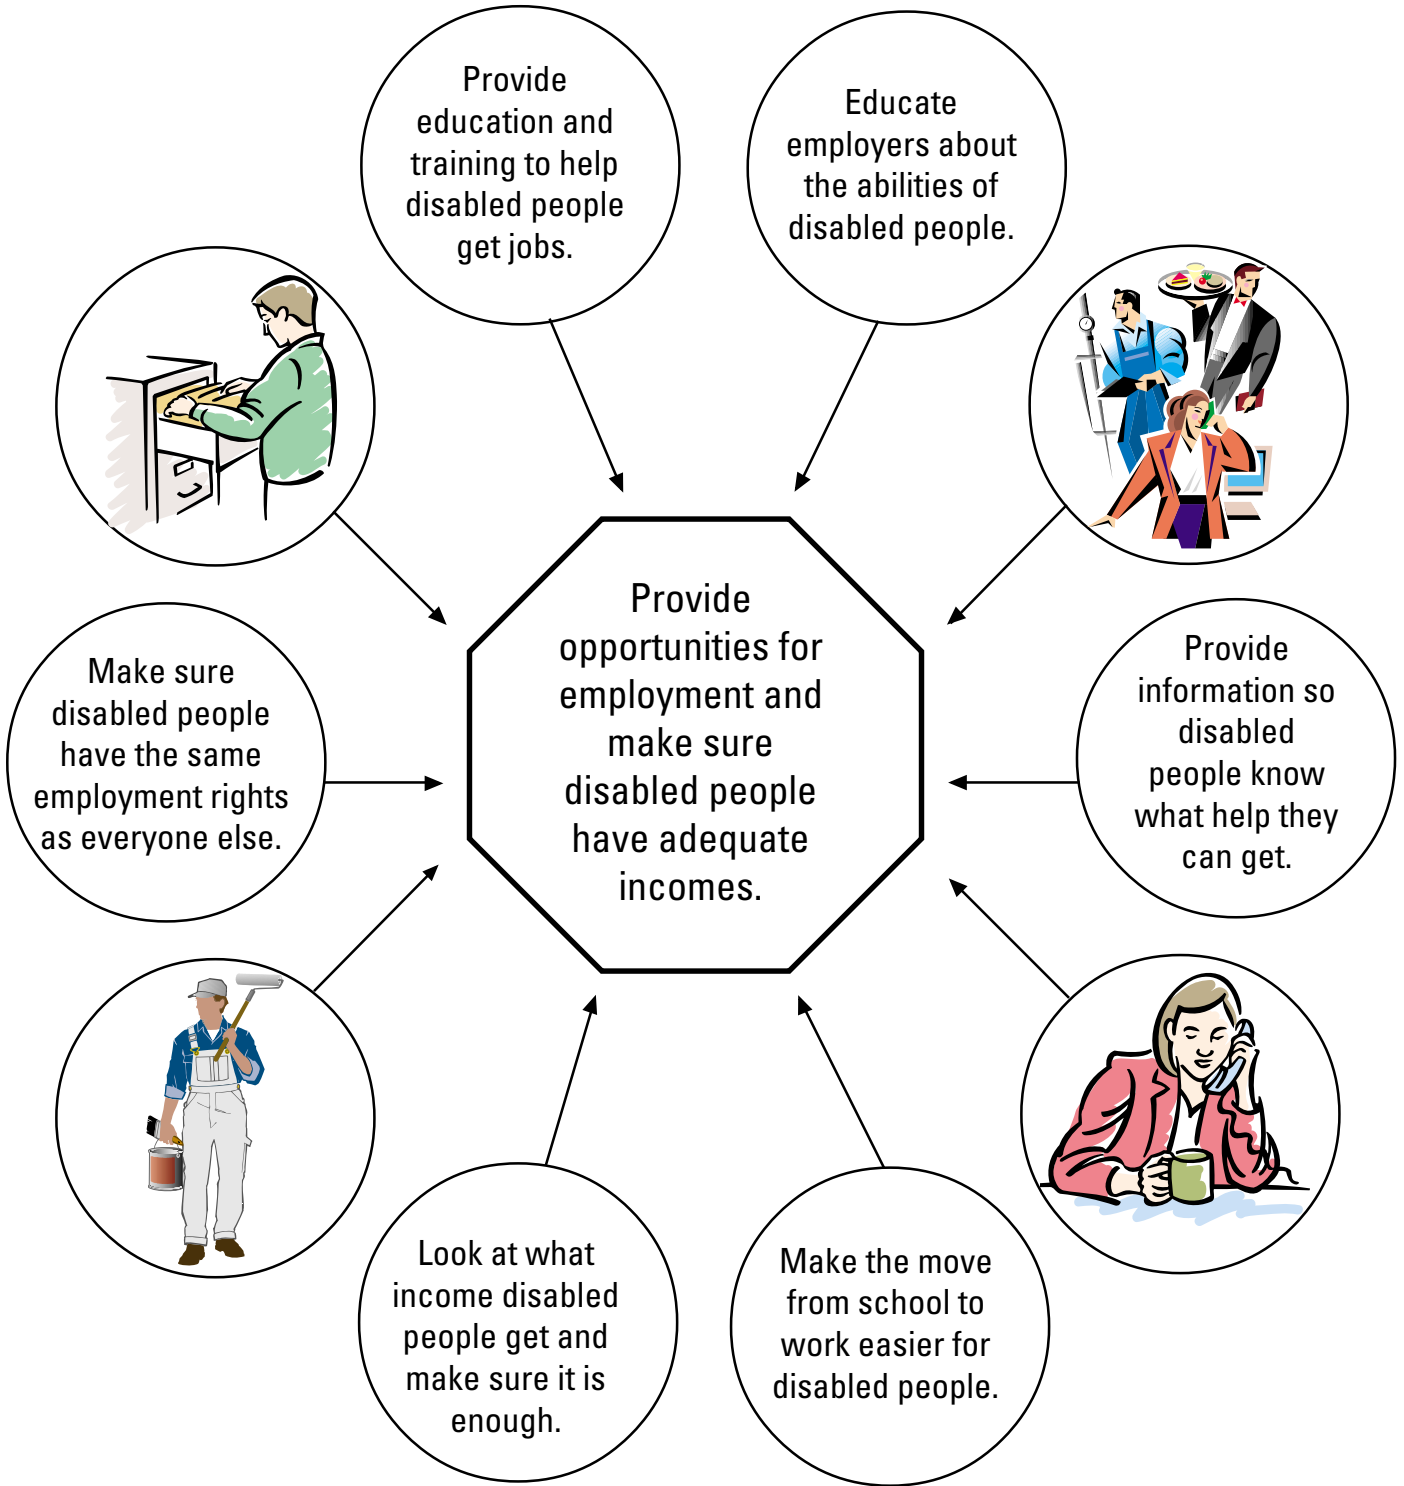 Provide
education and
training to help
disabled people
get jobs.
Educate
employers about
the abilities of
disabled people.
Make sure
disabled people
have the same
employment rights
as everyone else.
Provide
opportunities for
employment and
make sure
disabled people
have adequate
incomes.
Provide
information so
disabled
people know
what help they
can get.
Look at what
income disabled
people get and
make sure it is
enough.
Make the move
from school to
work easier for
disabled people.